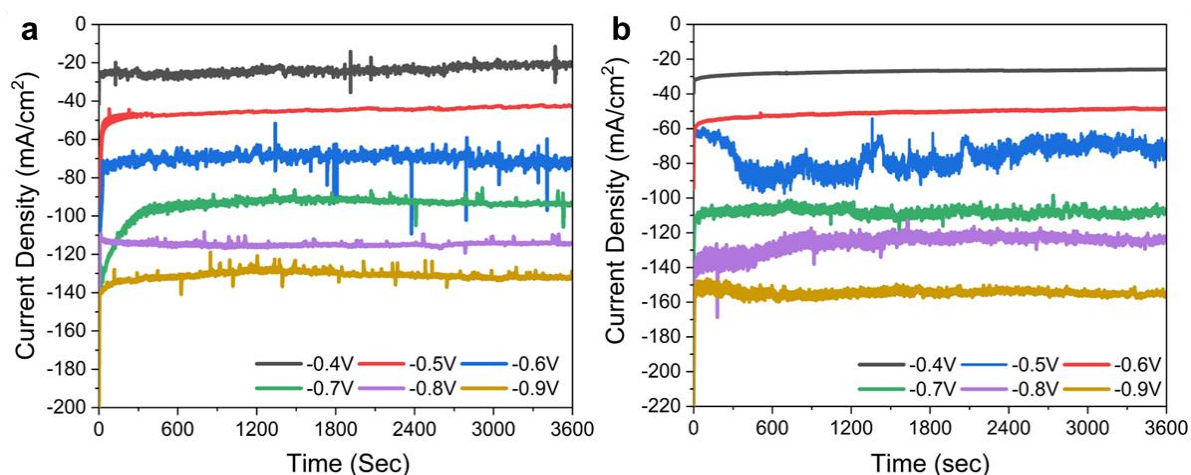 a
0
-20
-40
-60
-80
-100
-120
-140
-160
-180
-200
Current Density (mA/cm²)
0 600 1200 1800 2400 3000 3600
Time (Sec)
-0.4V -0.5V -0.6V
-0.7V -0.8V -0.9V
b
0
-20
-40
-60
-80
-100
-120
-140
-160
-180
-200
-220
Current Density (mA/cm²)
0 600 1200 1800 2400 3000 3600
Time (sec)
-0.4V -0.5V -0.6V
-0.7V -0.8V -0.9V